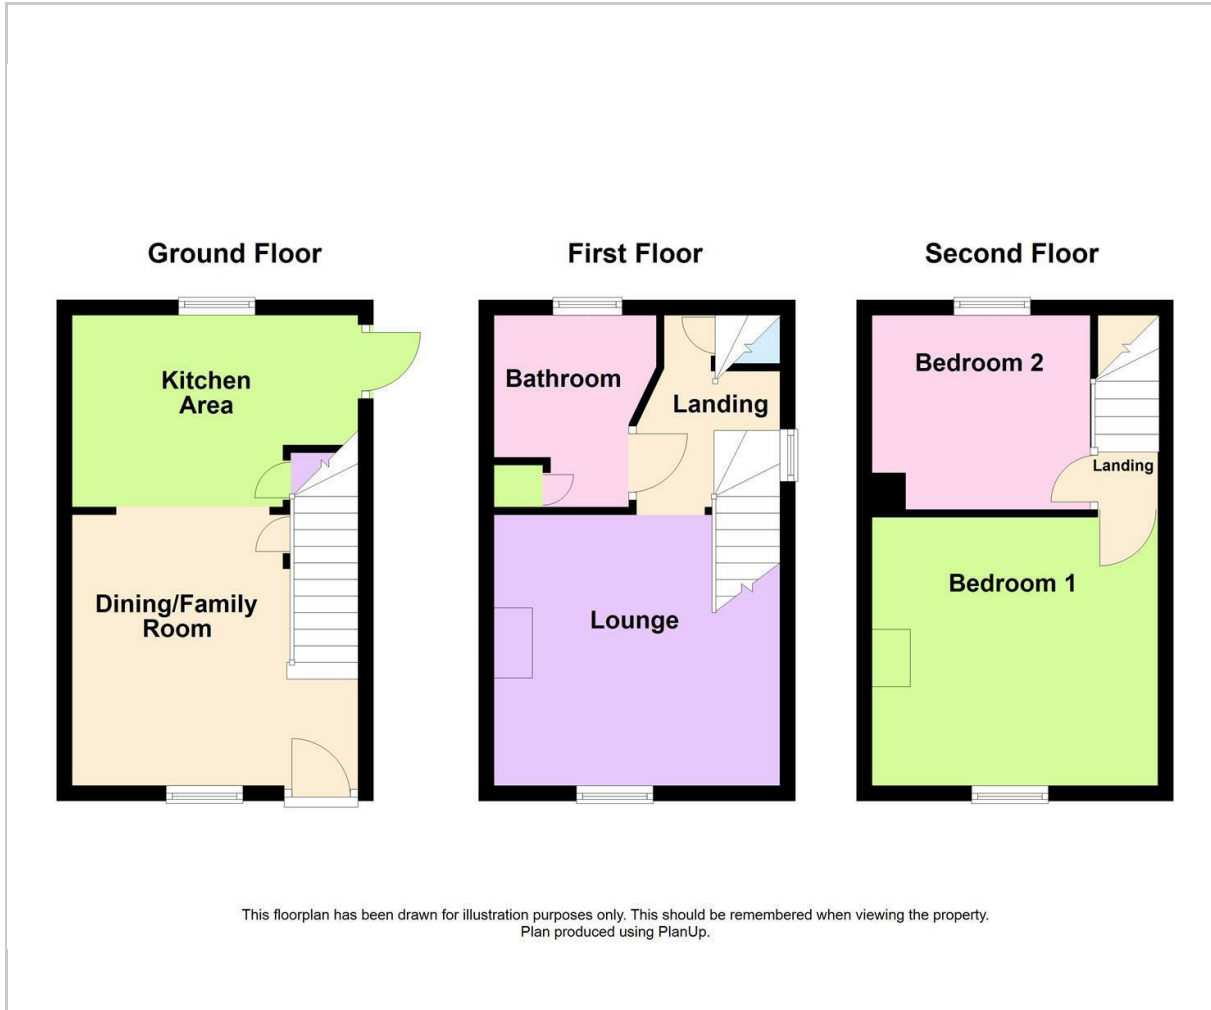 Ground Floor
First Floor
Second Floor
Kitchen
Area
Bathroom
Landing
Bedroom 2
Landing
Dining/Family
Room
Lounge
Bedroom 1
This floorplan has been drawn for illustration purposes only. This should be remembered when viewing the property.
Plan produced using PlanUp.